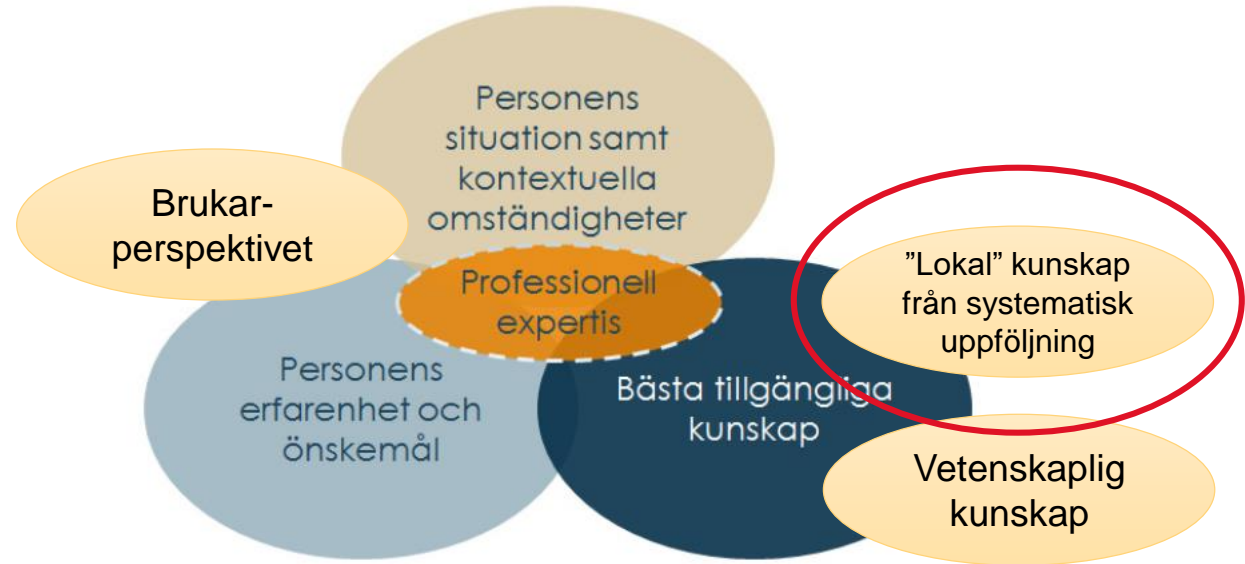 Personens
situation samt
kontextuella
omständigheter
Brukar-
perspektivet
Professionell
expertis
”Lokal” kunskap
från systematisk
uppföljning
Personens
erfarenhet och
önskemål
Bästa tillgängliga
kunskap
Vetenskaplig
kunskap